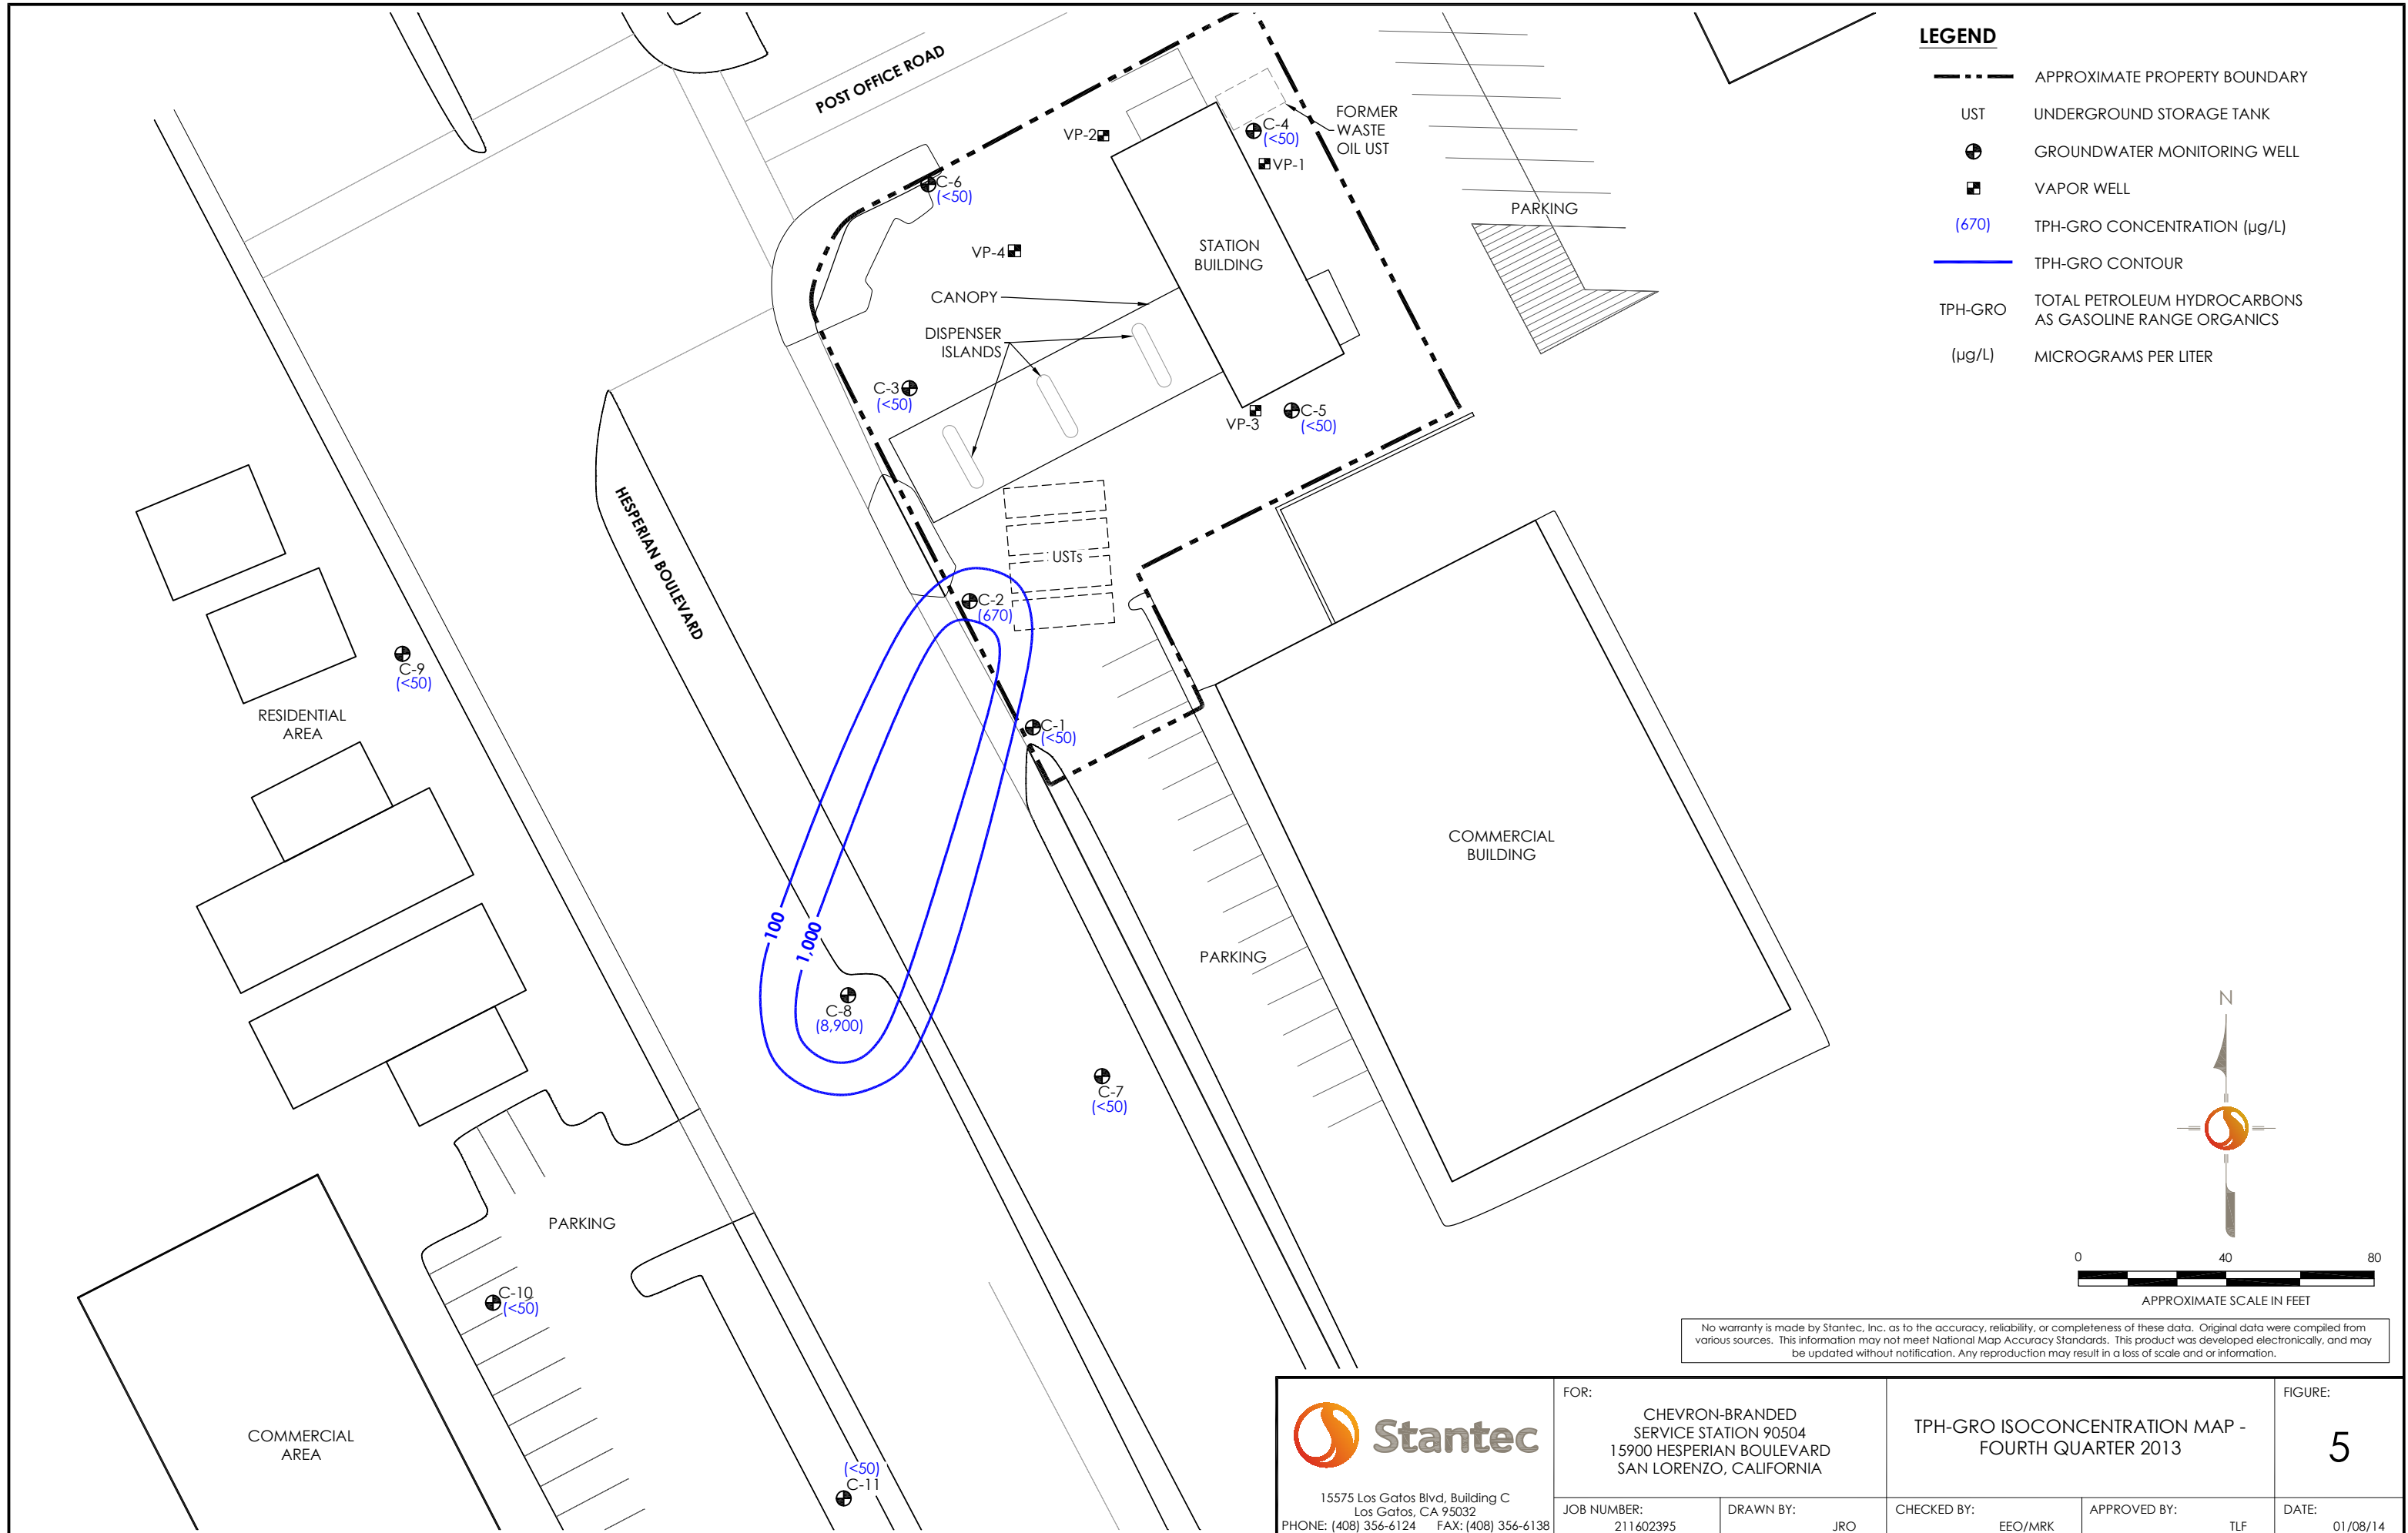 POST OFFICE ROAD
LEGEND
APPROXIMATE PROPERTY BOUNDARY
UST UNDERGROUND STORAGE TANK
GROUNDWATER MONITORING WELL
VAPOR WELL
(670) TPH-GRO CONCENTRATION (µg/L)
TPH-GRO CONTOUR
TPH-GRO TOTAL PETROLEUM HYDROCARBONS
AS GASOLINE RANGE ORGANICS
(µg/L) MICROGRAMS PER LITER
FORMER
WASTE
OIL UST
VP-2
C-4
(<50)
VP-1
C-6
(<50)
PARKING
VP-4
STATION
BUILDING
CANOPY
DISPENSER
ISLANDS
C-3
(<50)
VP-3
C-5
(<50)
HESPERIAN BOULEVARD
USTs
C-2
(670)
C-9
(<50)
RESIDENTIAL
AREA
C-1
(<50)
COMMERCIAL
BUILDING
100
1,000
PARKING
C-8
(8,900)
C-7
(<50)
N
PARKING
C-10
(<50)
0 40 80
APPROXIMATE SCALE IN FEET
COMMERCIAL
AREA
(<50)
C-11
No warranty is made by Stantec, Inc. as to the accuracy, reliability, or completeness of these data. Original data were compiled from
various sources. This information may not meet National Map Accuracy Standards. This product was developed electronically, and may
be updated without notification. Any reproduction may result in a loss of scale and or information.
Stantec
15575 Los Gatos Blvd, Building C
Los Gatos, CA 95032
PHONE: (408) 356-6124 FAX: (408) 356-6138
FOR:
CHEVRON-BRANDED
SERVICE STATION 90504
15900 HESPERIAN BOULEVARD
SAN LORENZO, CALIFORNIA
TPH-GRO ISOCONCENTRATION MAP -
FOURTH QUARTER 2013
FIGURE:
5
JOB NUMBER:
211602395
DRAWN BY:
JRO
CHECKED BY:
EEO/MRK
APPROVED BY:
TLF
DATE:
01/08/14